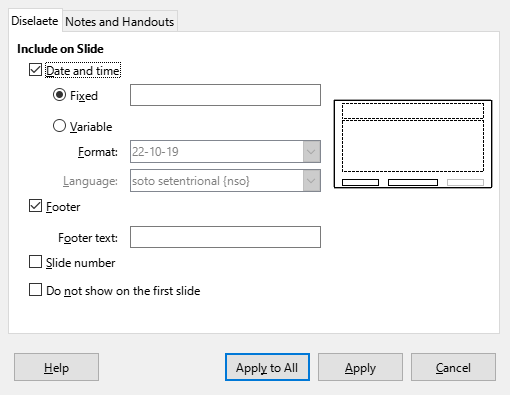 Diselaete Notes and Handouts
Include on Slide
Date and time
Fixed
Variable
Format: 22-10-19
Language: soto setentrional {nso}
Footer
Footer text:
Slide number
Do not show on the first slide
Help Apply to All Apply Cancel